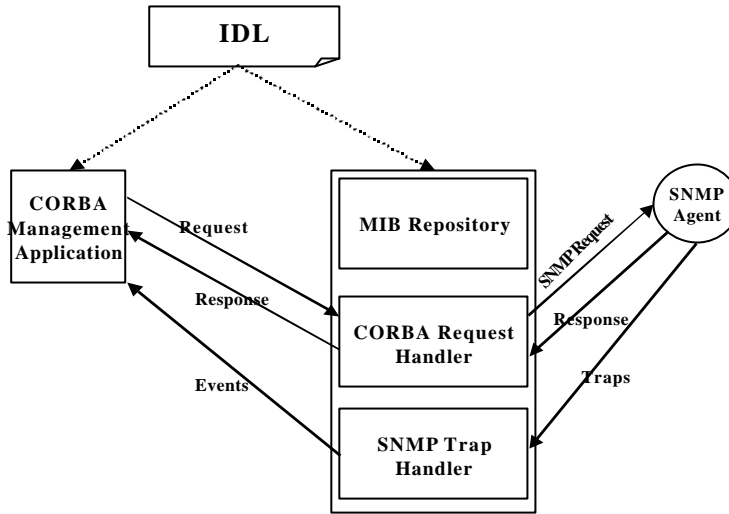 IDL
CORBA
Management
Application
Request
Response
Events
MIB Repository
CORBA Request
Handler
SNMP Trap
Handler
SNMP Request
Response
Traps
SNMP
Agent